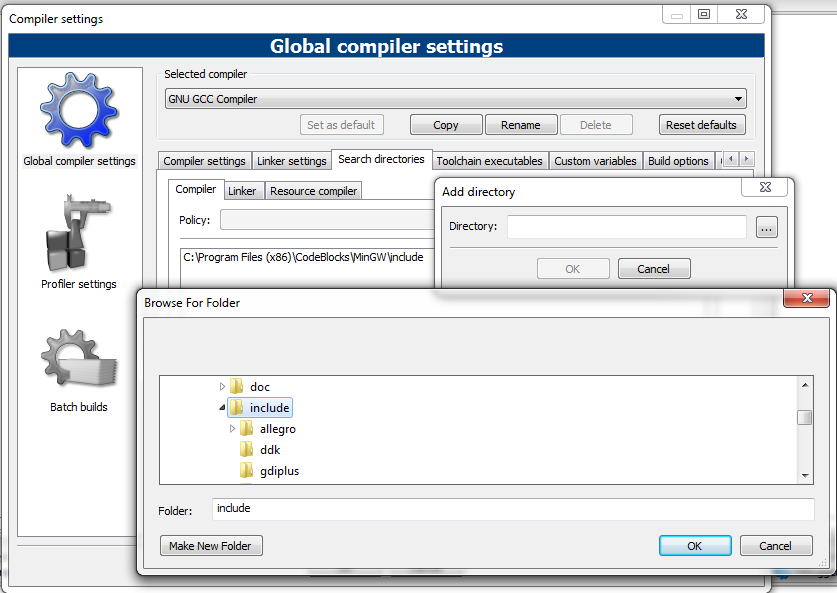 Compiler settings
Global compiler settings
Selected compiler
GNU GCC Compiler
Set as default Copy Rename Delete Reset defaults
Global compiler settings
Compiler settings Linker settings Search directories Toolchain executables Custom variables Build options
Compiler Linker Resource compiler
Policy:
C:\Program Files (x86)\CodeBlocks\MinGW\include
Profiler settings
Batch builds
Add directory
Directory: ...
OK Cancel
Browse For Folder
doc
include
allegro
ddk
gdiplus
Folder: include
Make New Folder OK Cancel